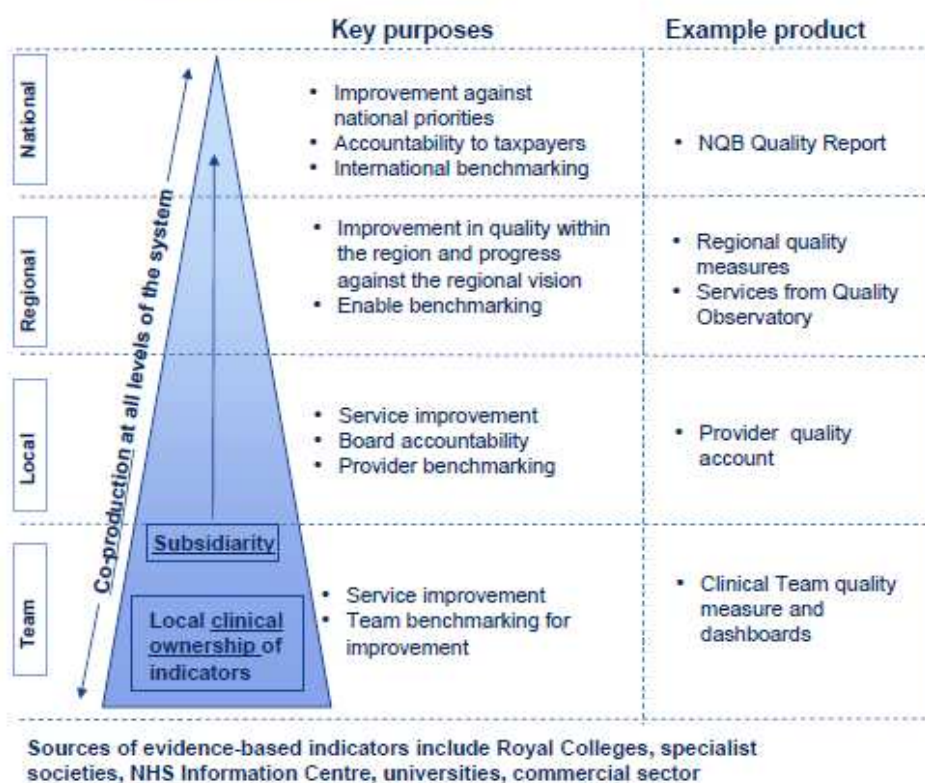 Key purposes
Example product
National
• Improvement against
national priorities
• Accountability to taxpayers
• International benchmarking
• NQB Quality Report
Regional
• Improvement in quality within
the region and progress
against the regional vision
• Enable benchmarking
• Regional quality
measures
• Services from Quality
Observatory
Local
• Service improvement
• Board accountability
• Provider benchmarking
• Provider quality
account
Team
• Service improvement
• Team benchmarking for
improvement
• Clinical Team quality
measure and
dashboards
Co-production at all levels of the system
Subsidiarity
Local clinical
ownership of
indicators
Sources of evidence-based indicators include Royal Colleges, specialist
societies, NHS Information Centre, universities, commercial sector